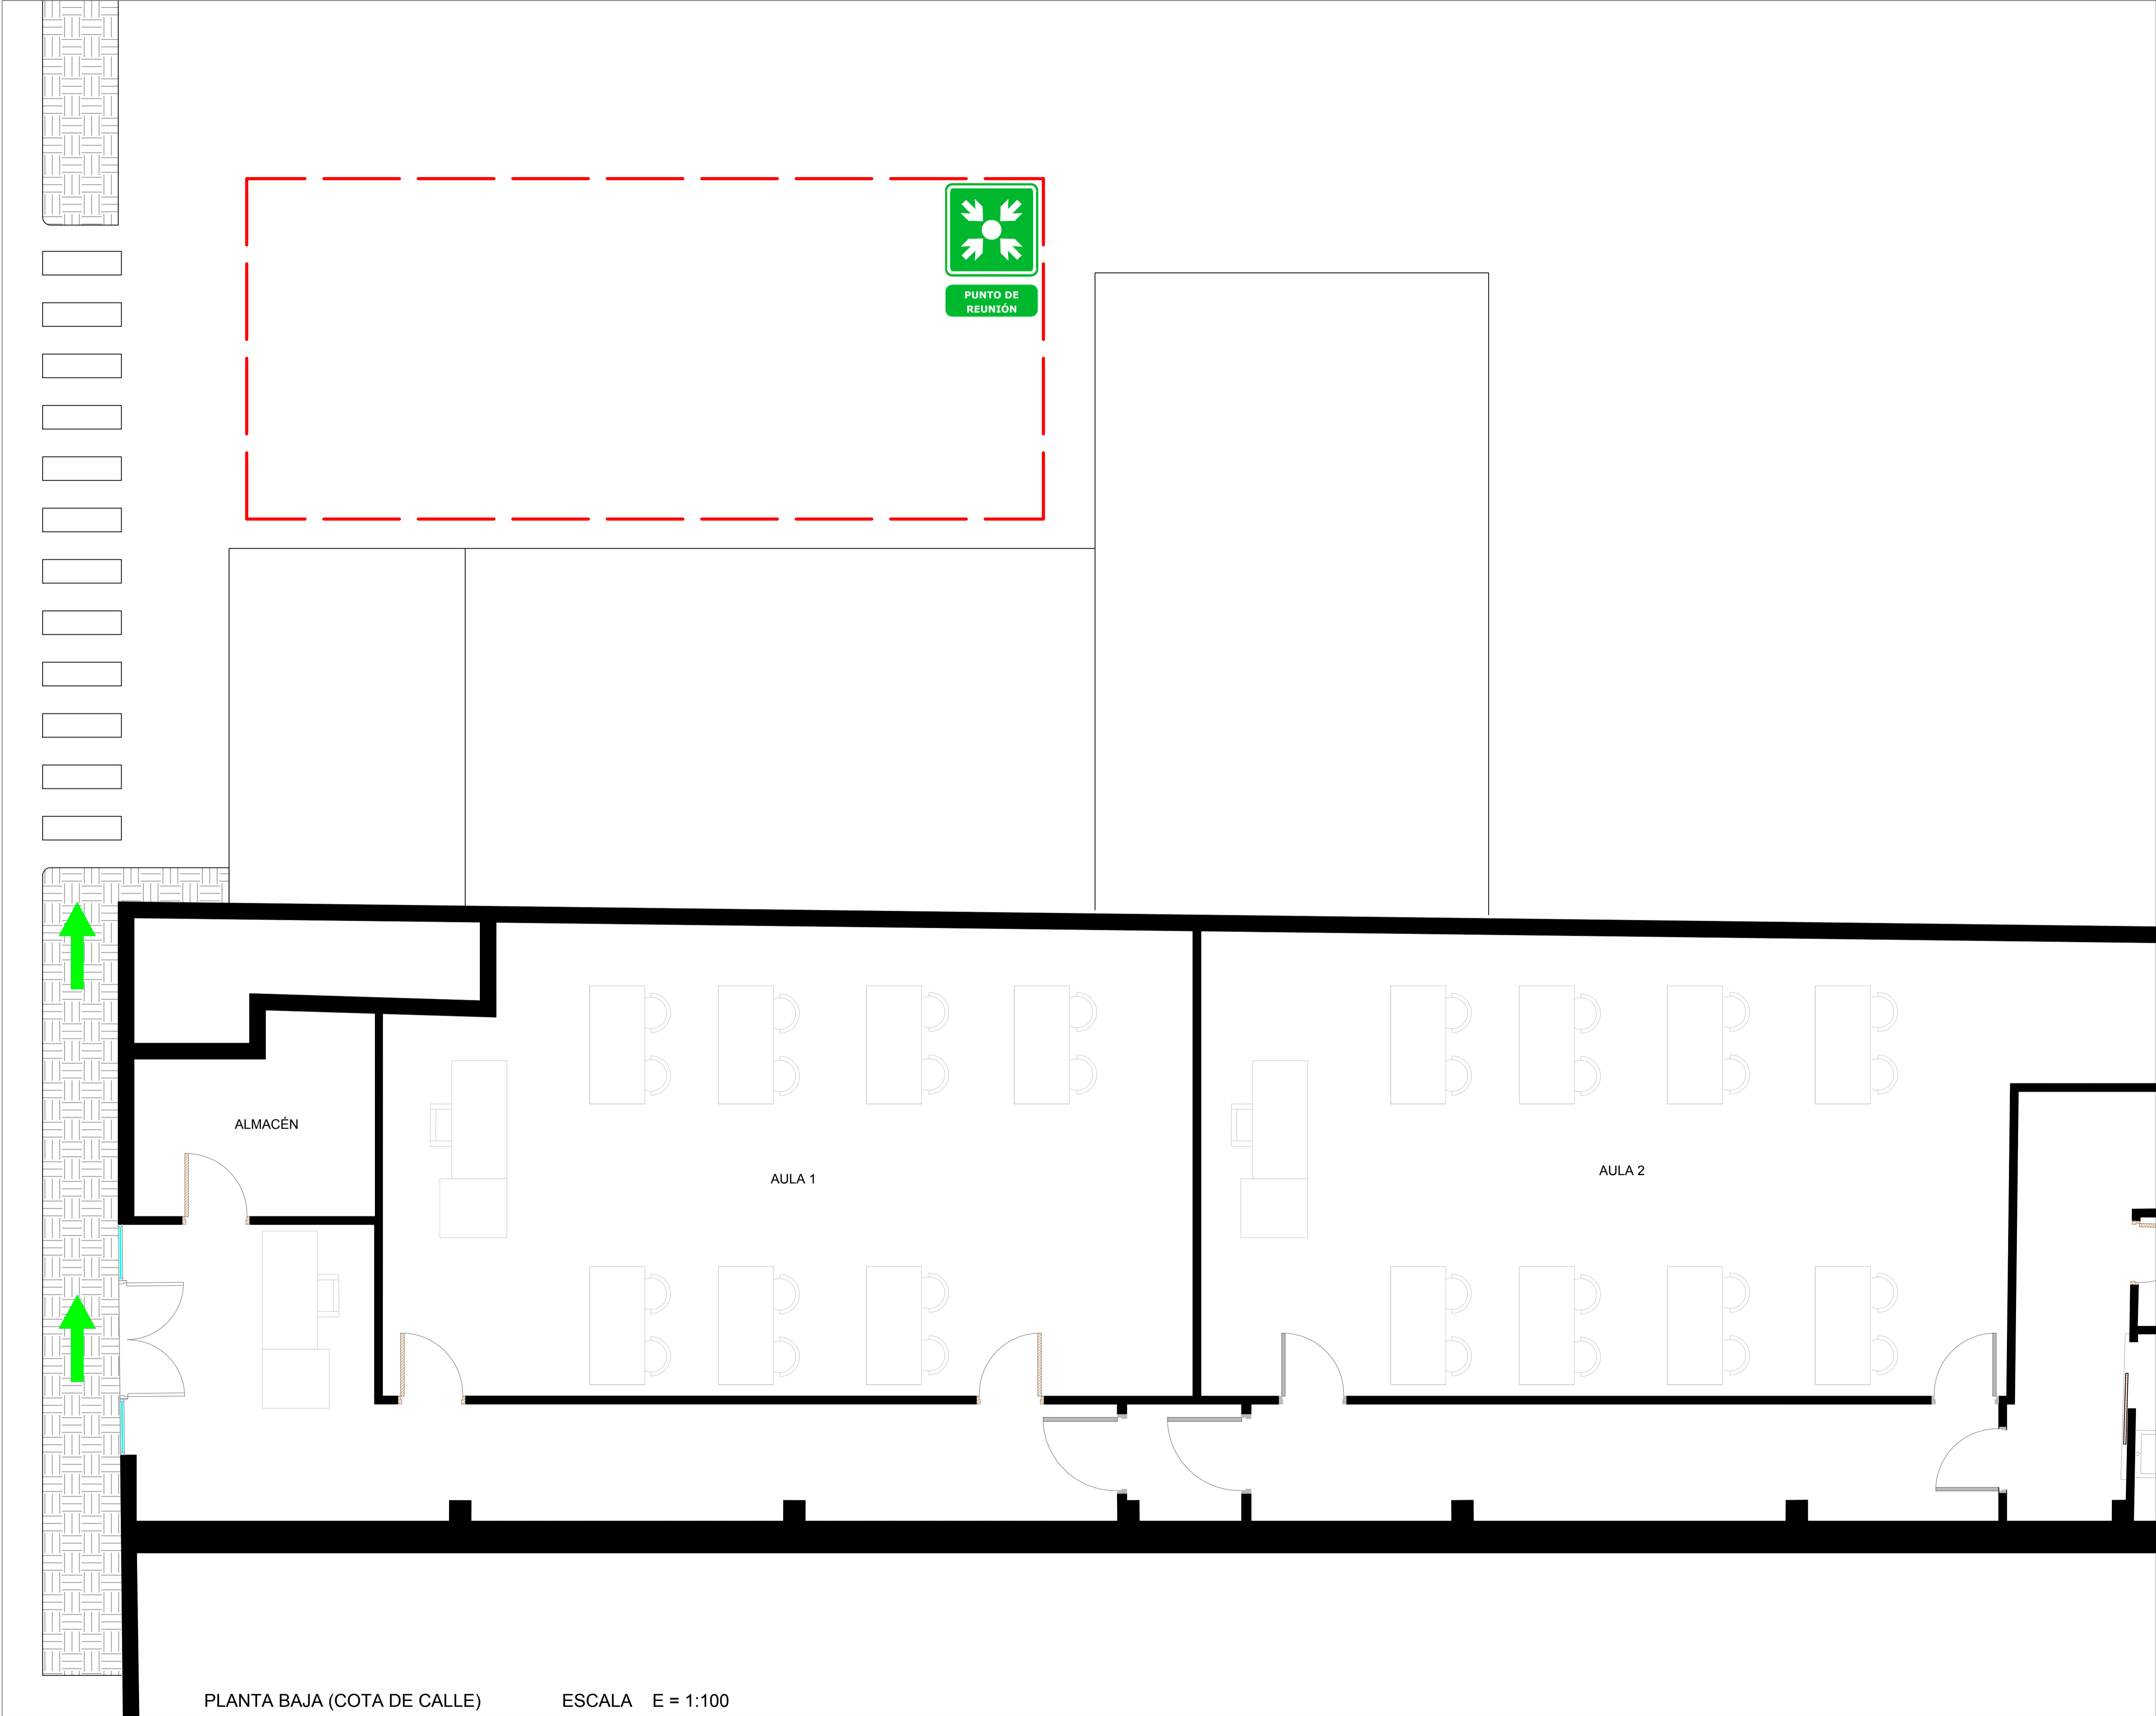 PUNTO DE
REUNIÓN
ALMACÉN
AULA 1
AULA 2
PLANTA BAJA (COTA DE CALLE) ESCALA E = 1:100